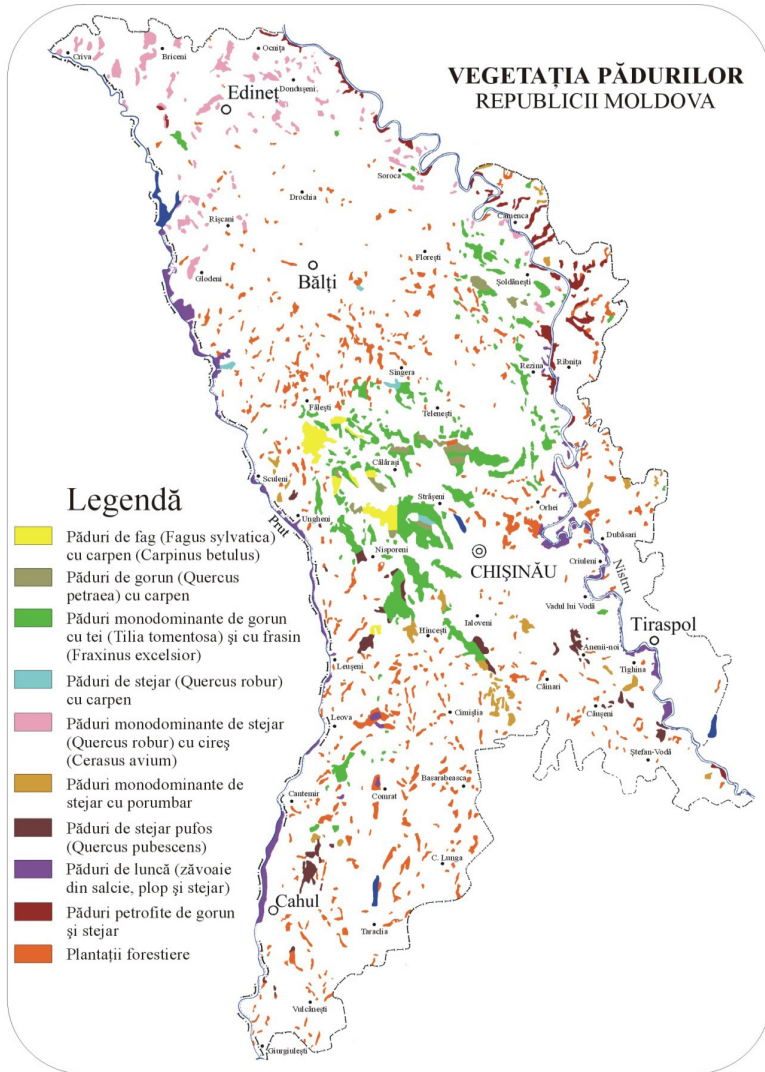 VEGETAȚIA PĂDURILOR
REPUBLICII MOLDOVA
Criva
Briceni
Ocnița
Edineț
Dondușeni
Soroca
Drochia
Camenca
Rîșcani
Florești
Glodeni
Bălți
Șoldănești
Sîngera
Rezina
Rîbnița
Fălești
Telenești
Călărași
Sculeni
Strășeni
Orhei
Ungheni
Prut
Nisporeni
CHIȘINĂU
Dubăsari
Criuleni
Nistru
Vadul lui Vodă
Ialoveni
Hîncești
Tiraspol
Anenii-noi
Tighina
Leușeni
Căinari
Căușeni
Leova
Cimișlia
Ștefan-Vodă
Basarabeasca
Cantemir
Comrat
C. Lunga
Cahul
Taraclia
Vulcănești
Giurgiulești
Legendă
Păduri de fag (Fagus sylvatica)
cu carpen (Carpinus betulus)
Păduri de gorun (Quercus
petraea) cu carpen
Păduri monodominante de gorun
cu tei (Tilia tomentosa) și cu frasin
(Fraxinus excelsior)
Păduri de stejar (Quercus robur)
cu carpen
Păduri monodominante de stejar
(Quercus robur) cu cireș
(Cerasus avium)
Păduri monodominante de
stejar cu porumbar
Păduri de stejar pufos
(Quercus pubescens)
Păduri de luncă (zăvoaie
din salcie, plop și stejar)
Păduri petrofite de gorun
și stejar
Plantații forestiere